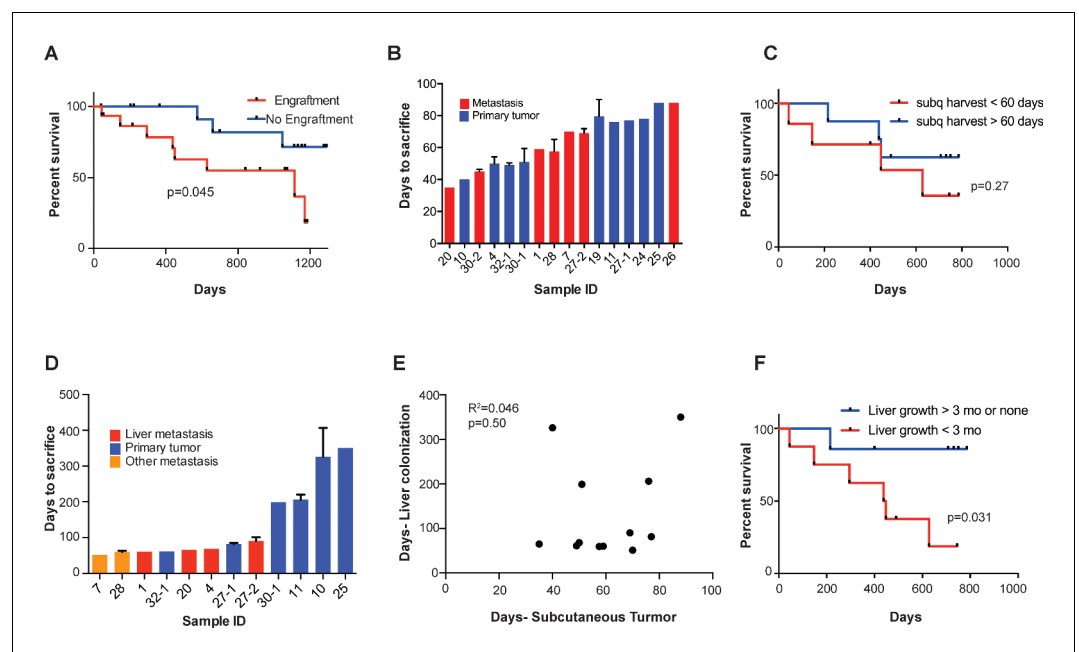 A
Percent survival
100
50
0
0
400
800
1200
Days
Engraftment
No Engraftment
p=0.045
B
Days to sacrifice
100
80
60
40
20
0
Metastasis
Primary tumor
20
10
30-2
4
32-1
30-1
1
28
7
27-2
19
11
27-1
24
25
26
Sample ID
C
Percent survival
100
50
0
0
200
400
600
800
1000
Days
subq harvest < 60 days
subq harvest > 60 days
p=0.27
D
Days to sacrifice
500
400
300
200
100
0
Liver metastasis
Primary tumor
Other metastasis
7
28
1
32-1
20
4
27-1
27-2
30-1
11
10
25
Sample ID
E
Days- Liver colonization
400
300
200
100
0
R²=0.046
p=0.50
0
20
40
60
80
100
Days- Subcutaneous Turmor
F
Percent survival
100
50
0
0
200
400
600
800
1000
Days
Liver growth > 3 mo or none
Liver growth < 3 mo
p=0.031